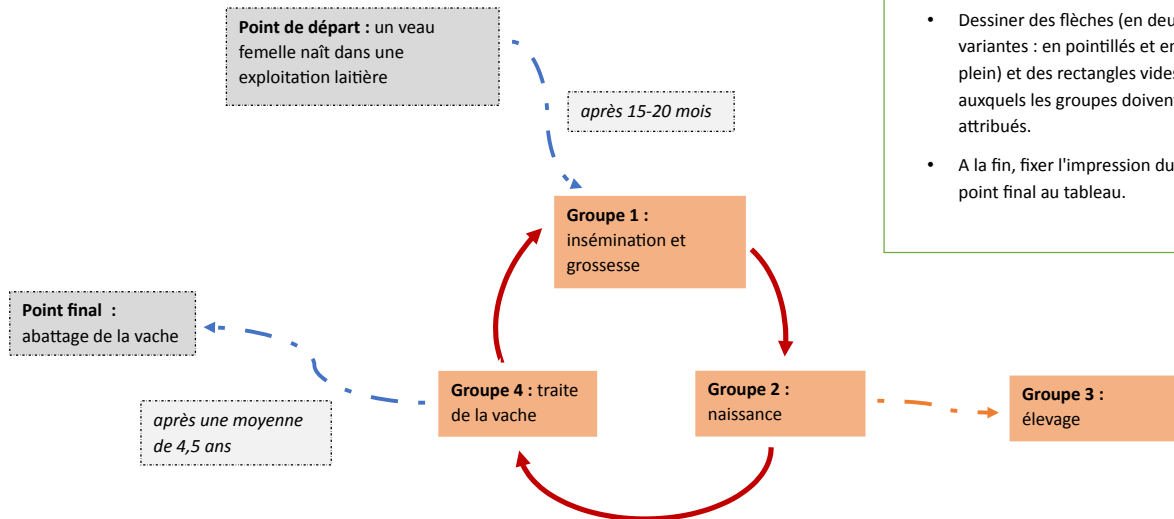 Point de départ : un veau
femelle naît dans une
exploitation laitière
après 15-20 mois
• Dessiner des flèches (en deu
variantes : en pointillés et en
plein) et des rectangles vides
auxquels les groupes doivent
attribués.
• A la fin, fixer l'impression du
point final au tableau.
Groupe 1 :
insémination et
grossesse
Point final :
abattage de la vache
Groupe 4 : traite
de la vache
Groupe 2 :
naissance
Groupe 3 :
élevage
après une moyenne
de 4,5 ans